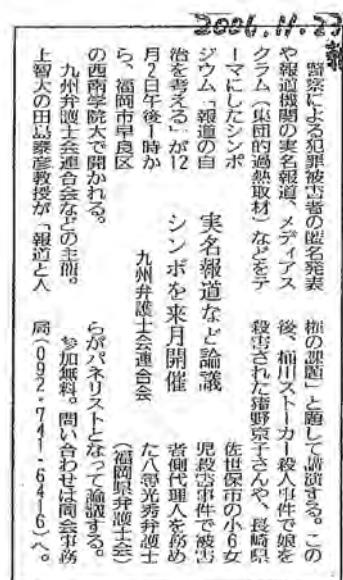 2006.11.23
実名報道など論議
シンポを来月開催
九州弁護士会連合会
警察による犯罪被害者の匿名発表
や報道機関の実名報道、メディアス
クラム（集団的過熱取材）などをテ
ーマにしたシンポ
ジウム「報道の自
治を考える」が12
月2日午後1時か
ら、福岡市早良区
の西南学院大で開かれる。
九州弁護士会連合会などの主催。
上智大の田島泰彦教授が「報道と人
権の課題」と題して講演する。この
後、桶川ストーカー殺人事件で娘を
殺害された猪野京子さんや、長崎県
佐世保市の小6女
児殺害事件で被害
者側代理人を務め
た八尋光秀弁護士
（福岡県弁護士会）
らがパネリストとなって論議する。
参加無料。問い合わせは同会事務
局（092・741・6416）へ。